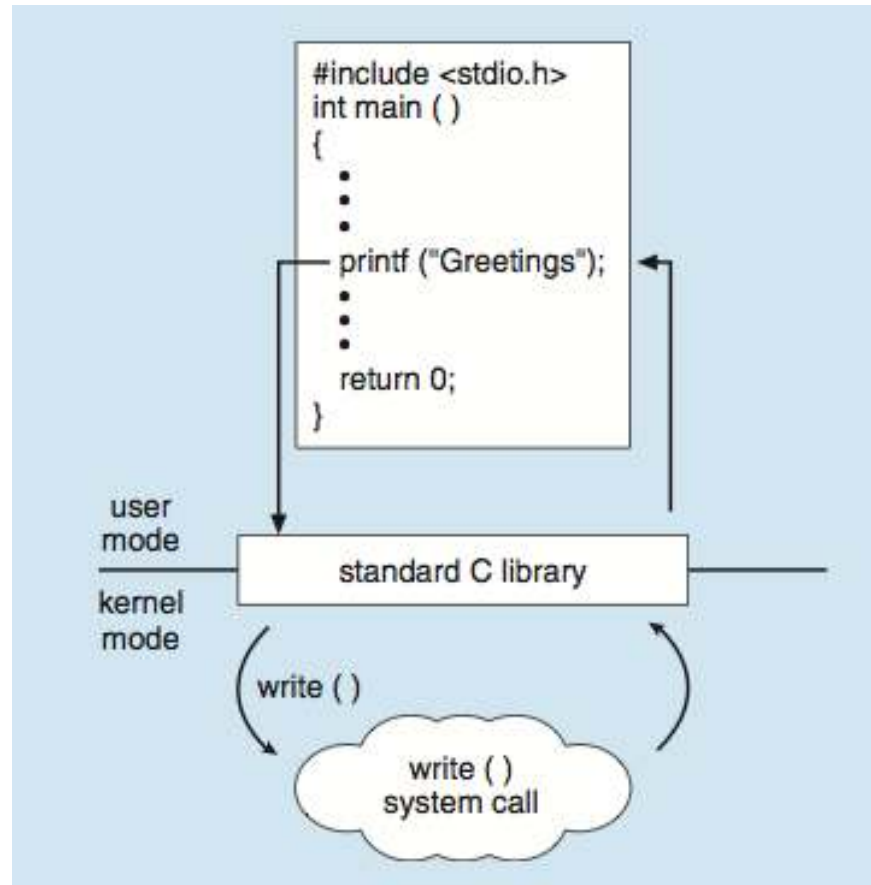 #include <stdio.h>
int main ( )
{
•
•
•
printf ("Greetings");
•
•
•
return 0;
}
user
mode
standard C library
kernel
mode
write ( )
write ( )
system call